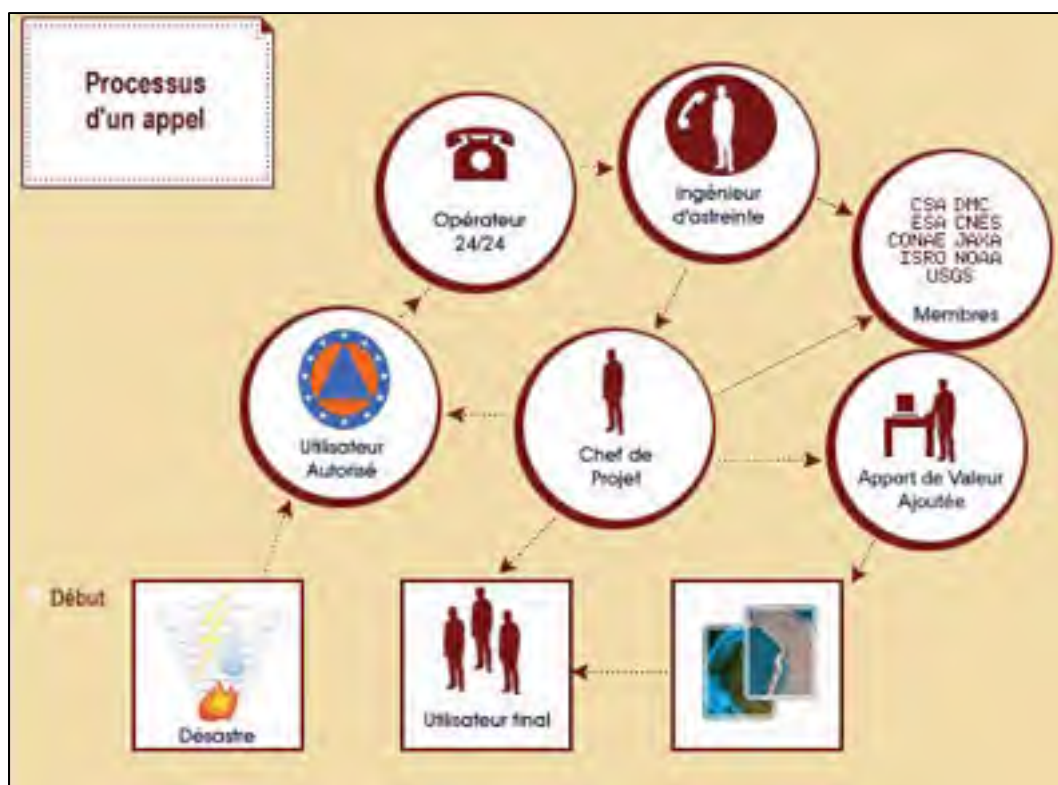 Processus
d'un appel
Opérateur
24/24
Ingénieur
d'astreinte
CSA DMC
ESA CNES
CONAE JAXA
ISRO NOAA
USGS
Membres
Utilisateur
Autorisé
Chef de
Projet
Apport de Valeur
Ajoutée
Début
Désastre
Utilisateur final